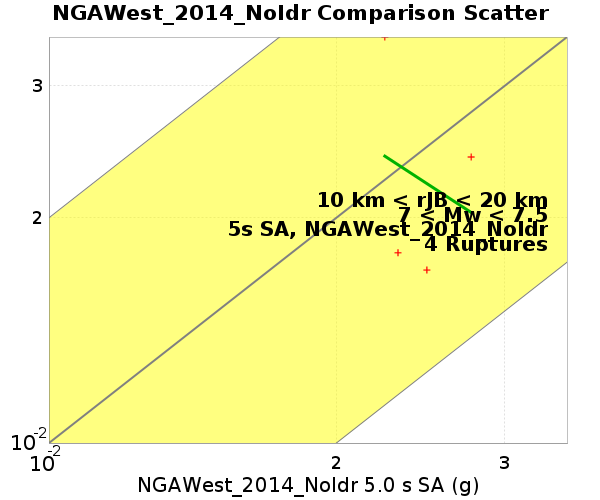 NGAWest_2014_NoIdr Comparison Scatter
3
2
10 km < rJB < 20 km
7 < Mw < 7.5
5s SA, NGAWest_2014_NoIdr
4 Ruptures
10-2
10-2
2
3
NGAWest_2014_NoIdr 5.0 s SA (g)